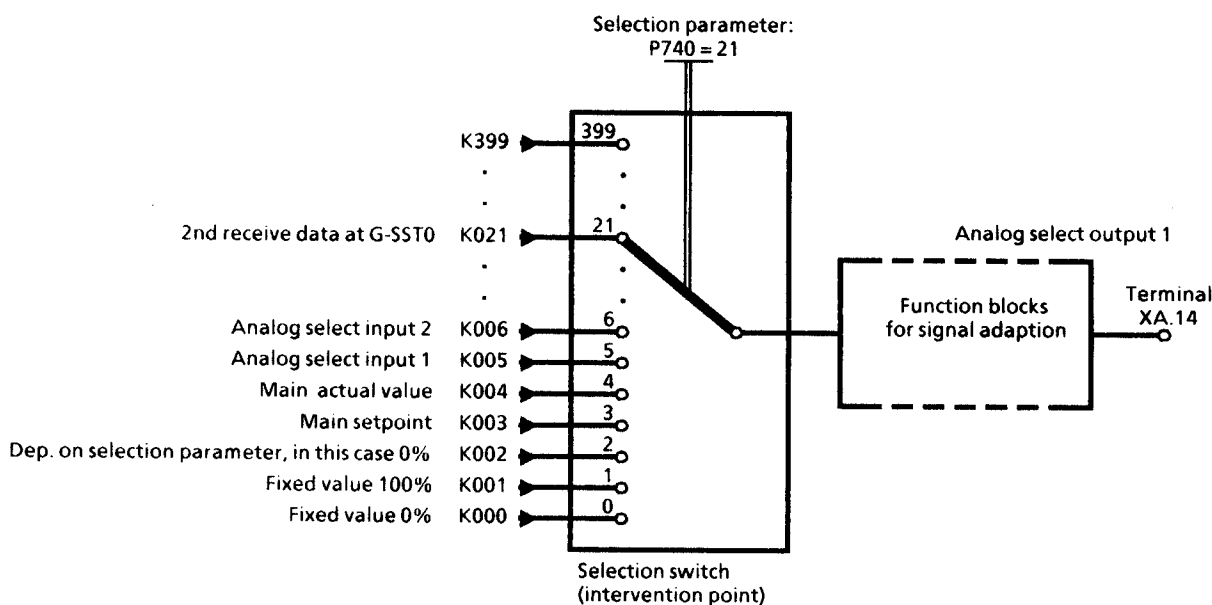 Selection parameter:
P740 = 21
K399 399
2nd receive data at G-SST0 K021 21
Analog select output 1
Analog select input 2 K006 6
Function blocks
for signal adaption
Terminal
XA.14
Analog select input 1 K005 5
Main actual value K004 4
Main setpoint K003 3
Dep. on selection parameter, in this case 0% K002 2
Fixed value 100% K001 1
Fixed value 0% K000 0
Selection switch
(intervention point)